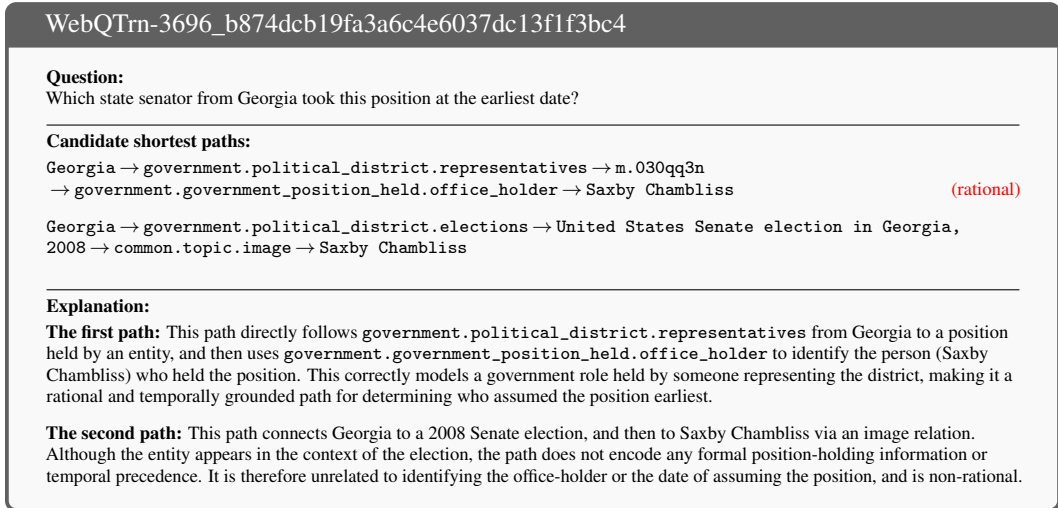 WebQTrn-3696_b874dcb19fa3a6c4e6037dc13f1f3bc4
Question:
Which state senator from Georgia took this position at the earliest date?
Candidate shortest paths:
Georgia → government.political_district.representatives → m.030qq3n
→ government.government_position_held.office_holder → Saxby Chambliss (rational)
Georgia → government.political_district.elections → United States Senate election in Georgia,
2008 → common.topic.image → Saxby Chambliss
Explanation:
The first path: This path directly follows government.political_district.representatives from Georgia to a position
held by an entity, and then uses government.government_position_held.office_holder to identify the person (Saxby
Chambliss) who held the position. This correctly models a government role held by someone representing the district, making it a
rational and temporally grounded path for determining who assumed the position earliest.
The second path: This path connects Georgia to a 2008 Senate election, and then to Saxby Chambliss via an image relation.
Although the entity appears in the context of the election, the path does not encode any formal position-holding information or
temporal precedence. It is therefore unrelated to identifying the office-holder or the date of assuming the position, and is non-rational.